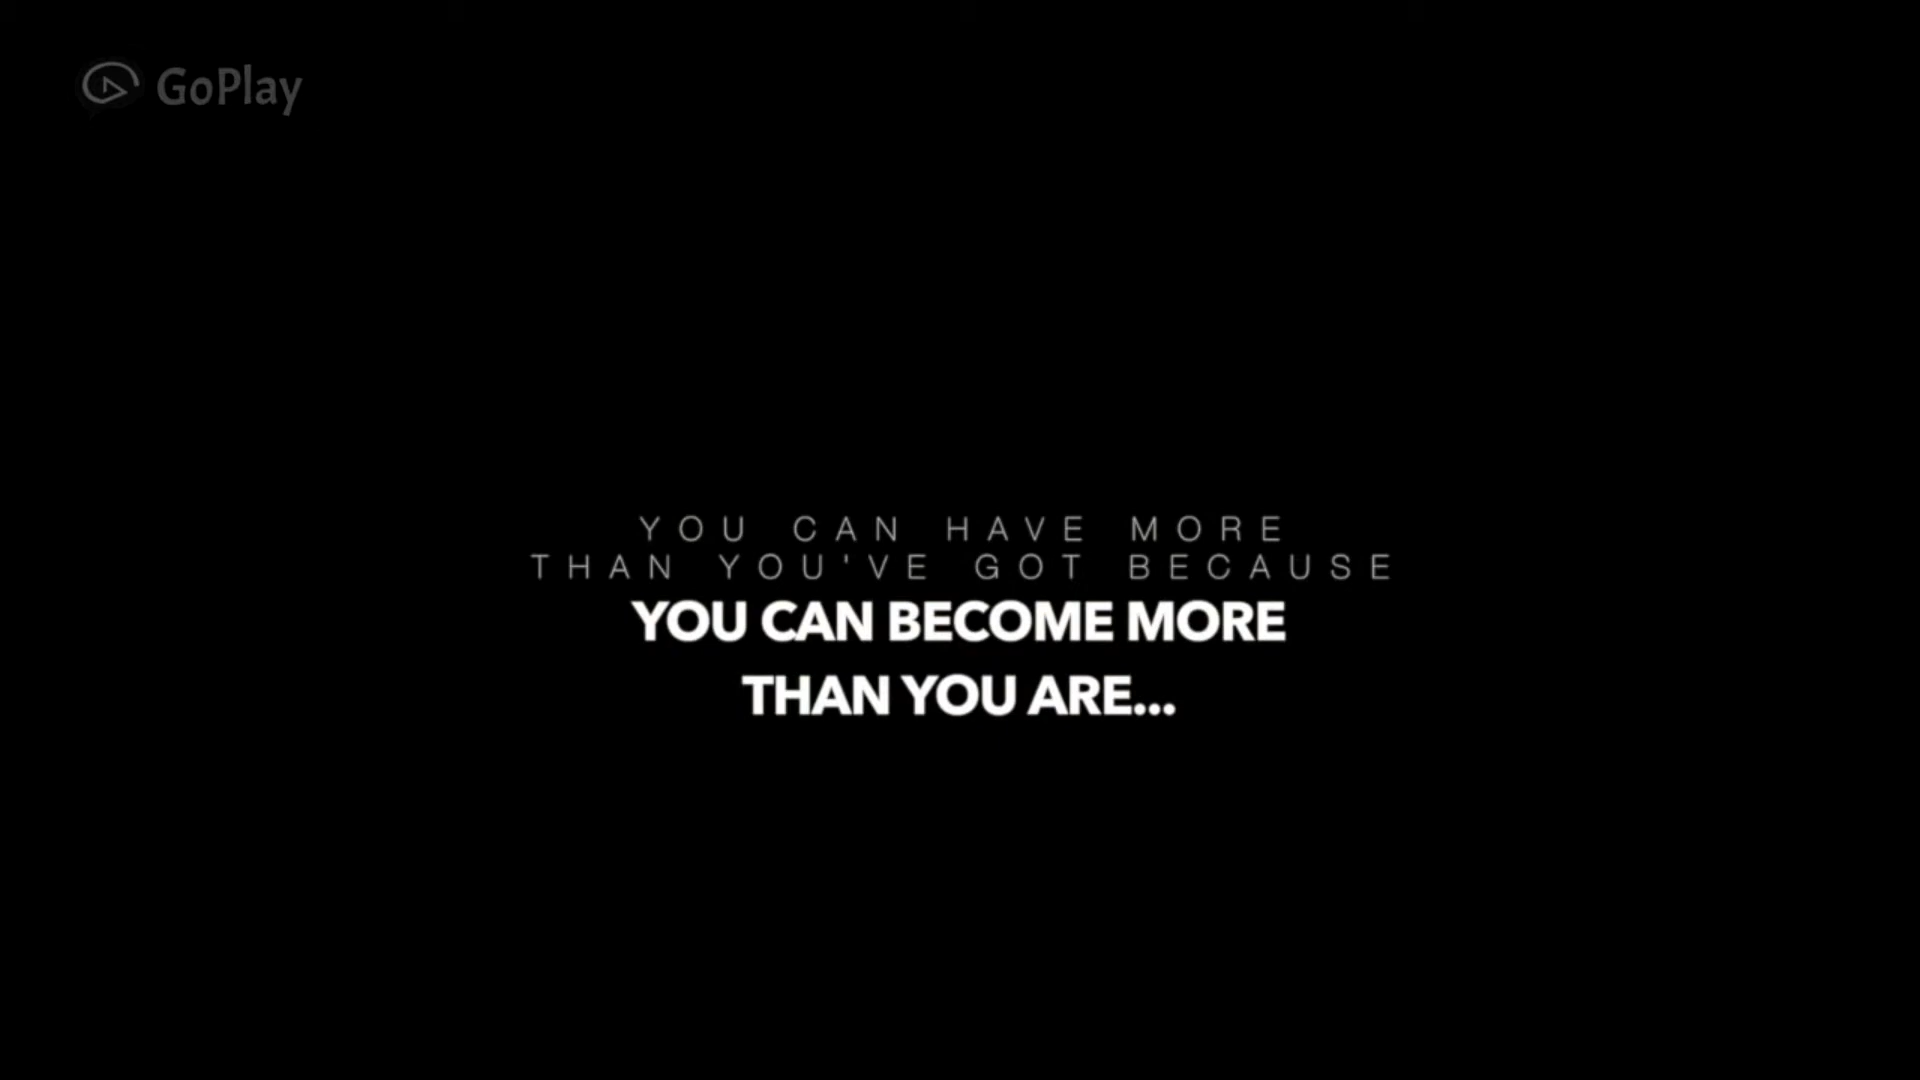 GoPlay
YOU CAN HAVE MORE
THAN YOU'VE GOT BECAUSE
YOU CAN BECOME MORE
THAN YOU ARE...